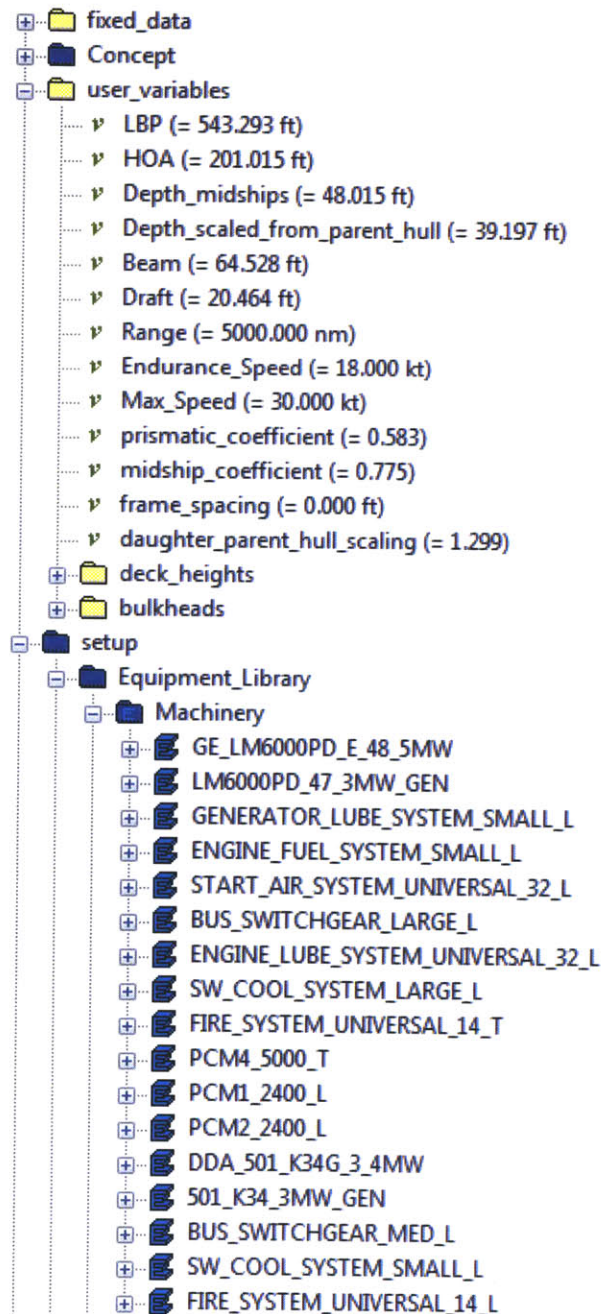 fixed_data
Concept
user_variables
v LBP (= 543.293 ft)
v HOA (= 201.015 ft)
v Depth_midships (= 48.015 ft)
v Depth_scaled_from_parent_hull (= 39.197 ft)
v Beam (= 64.528 ft)
v Draft (= 20.464 ft)
v Range (= 5000.000 nm)
v Endurance_Speed (= 18.000 kt)
v Max_Speed (= 30.000 kt)
v prismatic_coefficient (= 0.583)
v midship_coefficient (= 0.775)
v frame_spacing (= 0.000 ft)
v daughter_parent_hull_scaling (= 1.299)
deck_heights
bulkheads
setup
Equipment_Library
Machinery
GE_LM6000PD_E_48_5MW
LM6000PD_47_3MW_GEN
GENERATOR_LUBE_SYSTEM_SMALL_L
ENGINE_FUEL_SYSTEM_SMALL_L
START_AIR_SYSTEM_UNIVERSAL_32_L
BUS_SWITCHGEAR_LARGE_L
ENGINE_LUBE_SYSTEM_UNIVERSAL_32_L
SW_COOL_SYSTEM_LARGE_L
FIRE_SYSTEM_UNIVERSAL_14_T
PCM4_5000_T
PCM1_2400_L
PCM2_2400_L
DDA_501_K34G_3_4MW
501_K34_3MW_GEN
BUS_SWITCHGEAR_MED_L
SW_COOL_SYSTEM_SMALL_L
FIRE_SYSTEM_UNIVERSAL_14_L